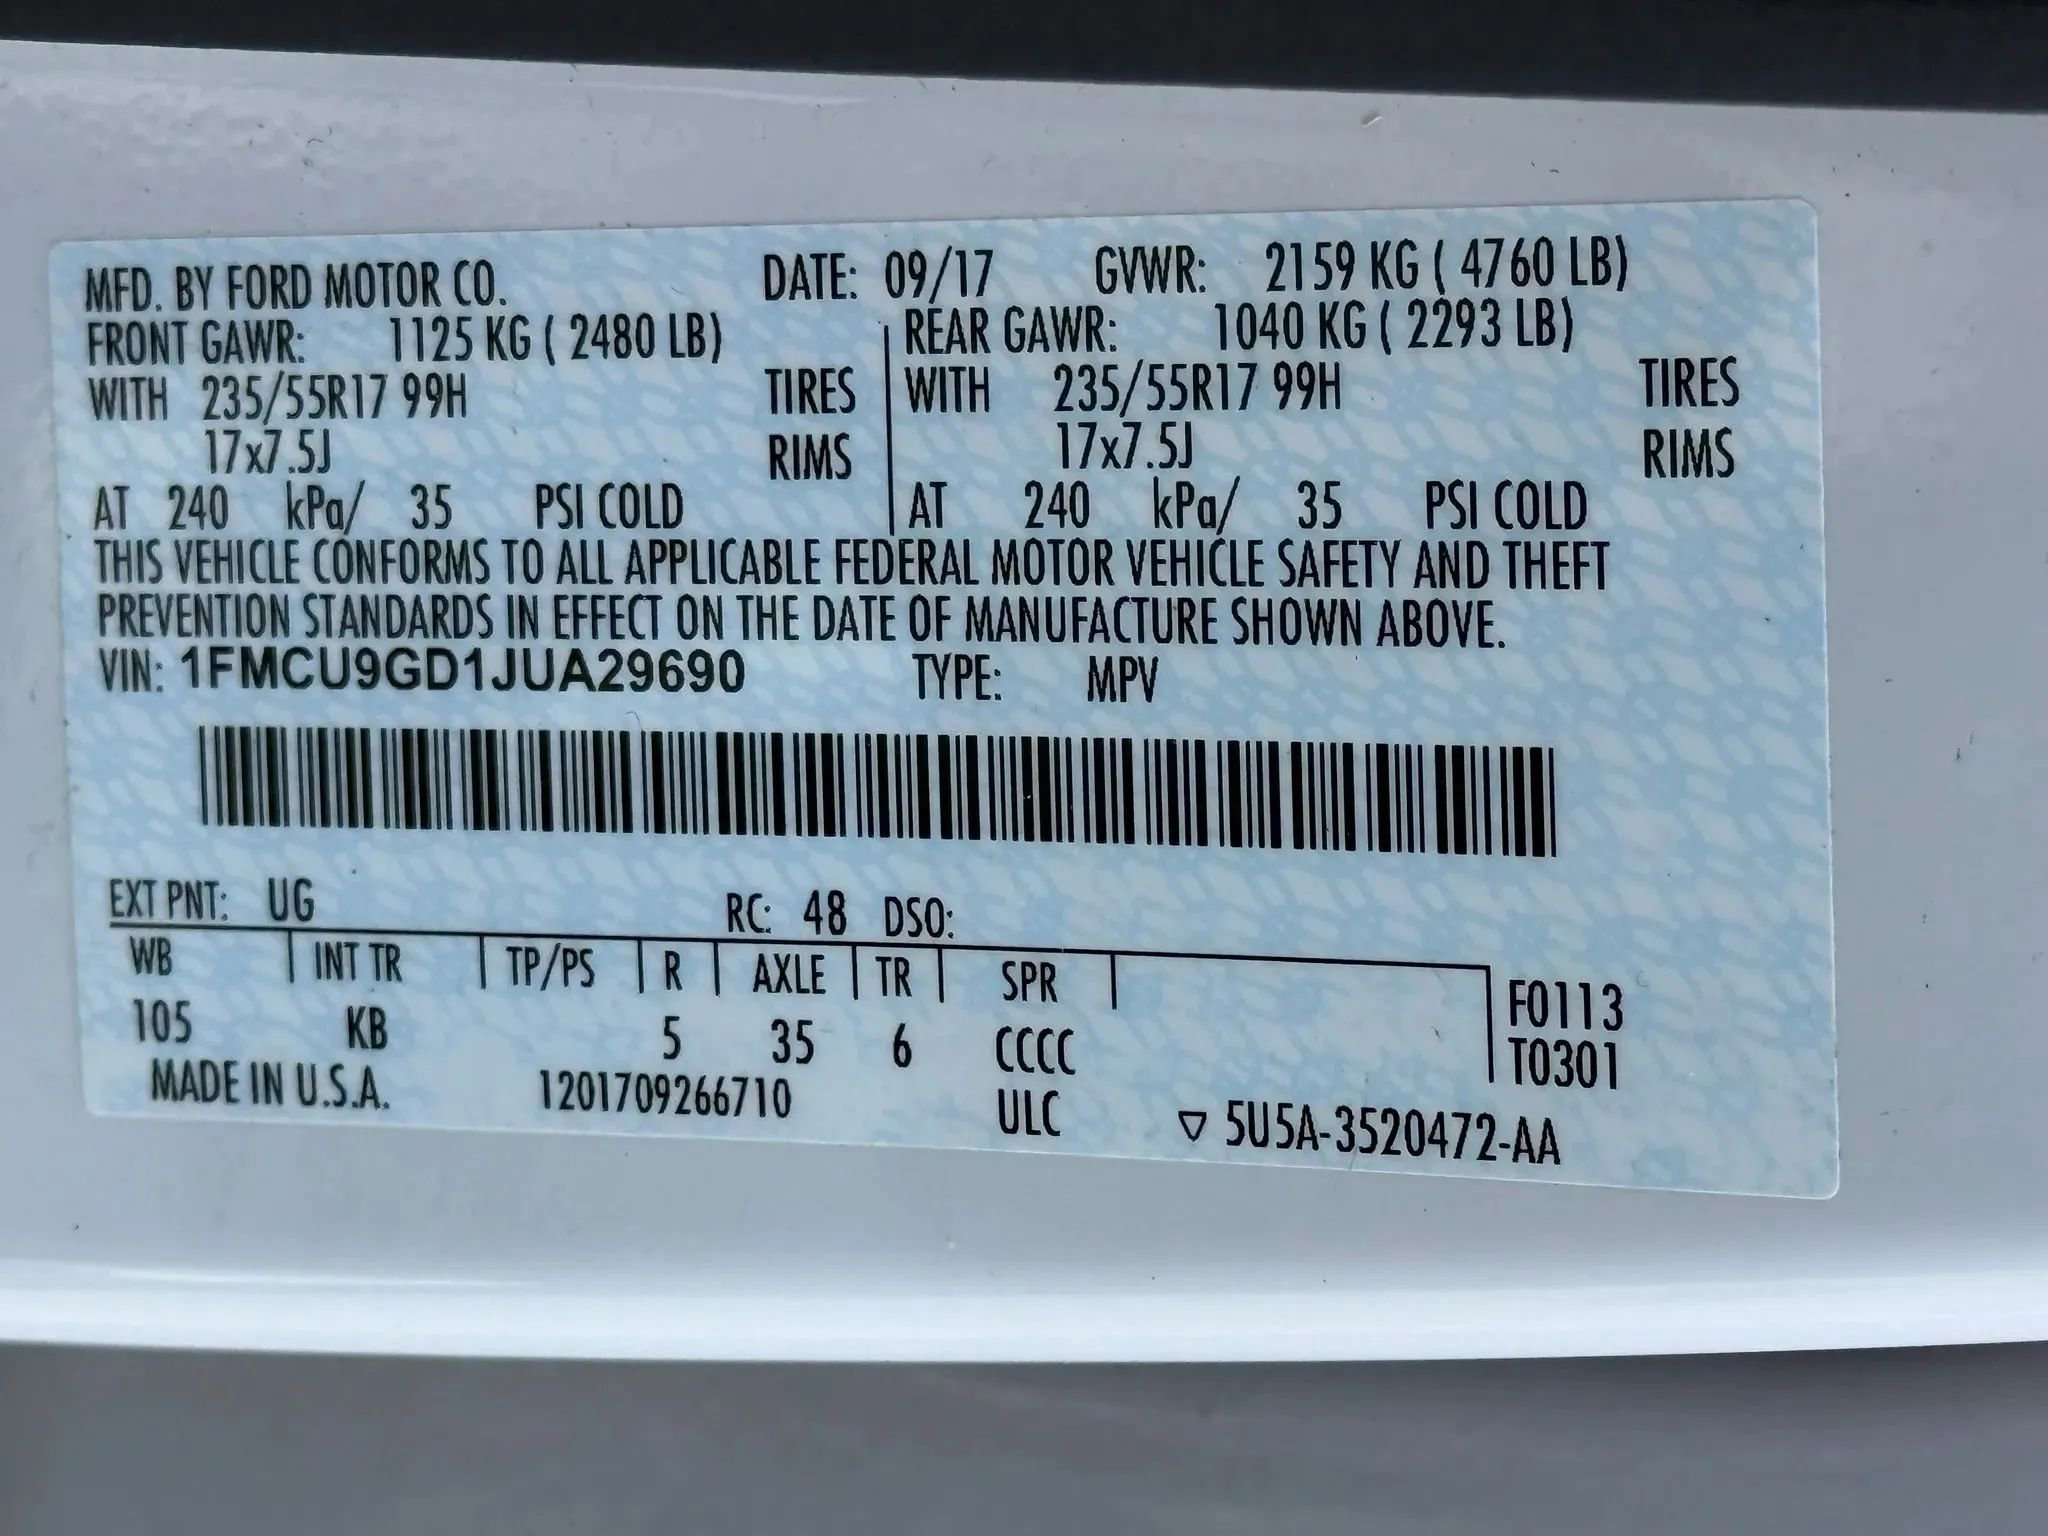 MFD. BY FORD MOTOR CO. DATE: 09/17 GVWR: 2159 KG ( 4760 LB)
FRONT GAWR: 1125 KG ( 2480 LB) REAR GAWR: 1040 KG ( 2293 LB)
WITH 235/55R17 99H TIRES WITH 235/55R17 99H TIRES
17x7.5J RIMS 17x7.5J RIMS
AT 240 kPa/ 35 PSI COLD AT 240 kPa/ 35 PSI COLD
THIS VEHICLE CONFORMS TO ALL APPLICABLE FEDERAL MOTOR VEHICLE SAFETY AND THEFT
PREVENTION STANDARDS IN EFFECT ON THE DATE OF MANUFACTURE SHOWN ABOVE.
VIN: 1FMCU9GD1JUA29690 TYPE: MPV
EXT PNT: UG RC: 48 DSO:
WB INT TR TP/PS R AXLE TR SPR F0113
105 KB 5 35 6 CCCC T0301
MADE IN U.S.A. 1201709266710 ULC ▽ 5U5A-3520472-AA